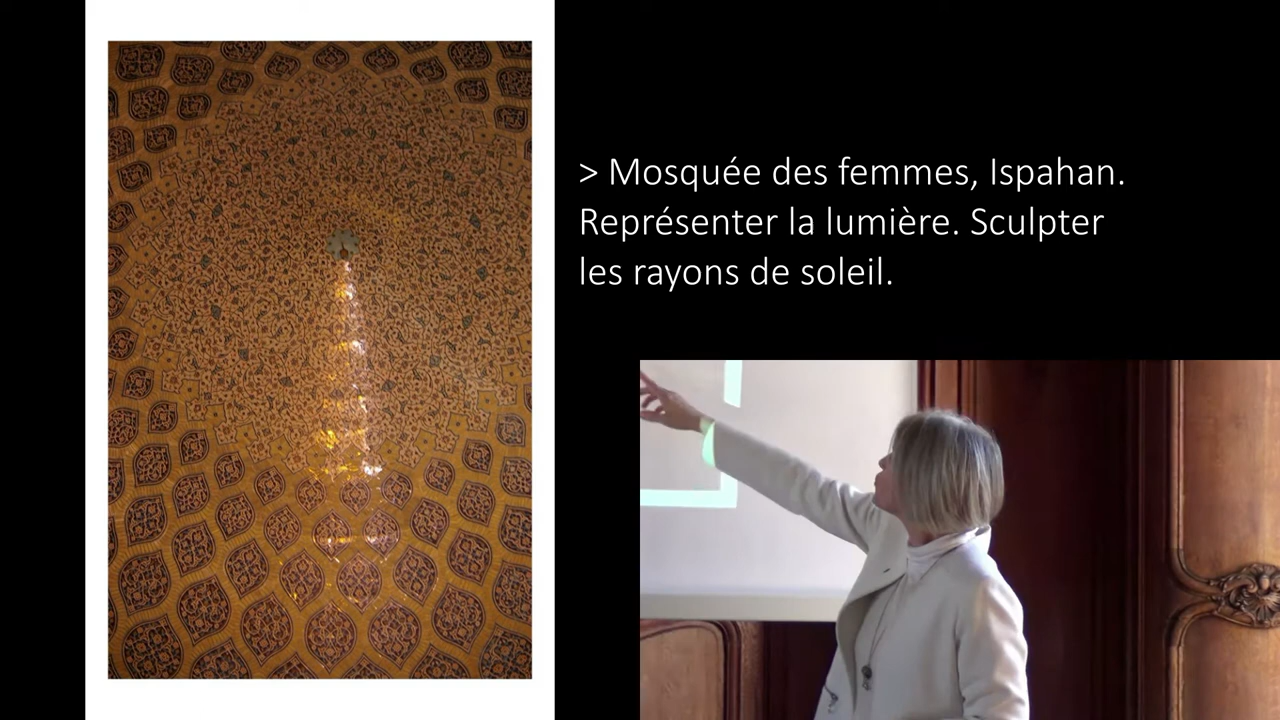 > Mosquée des femmes, Ispahan.
Représenter la lumière. Sculpter
les rayons de soleil.